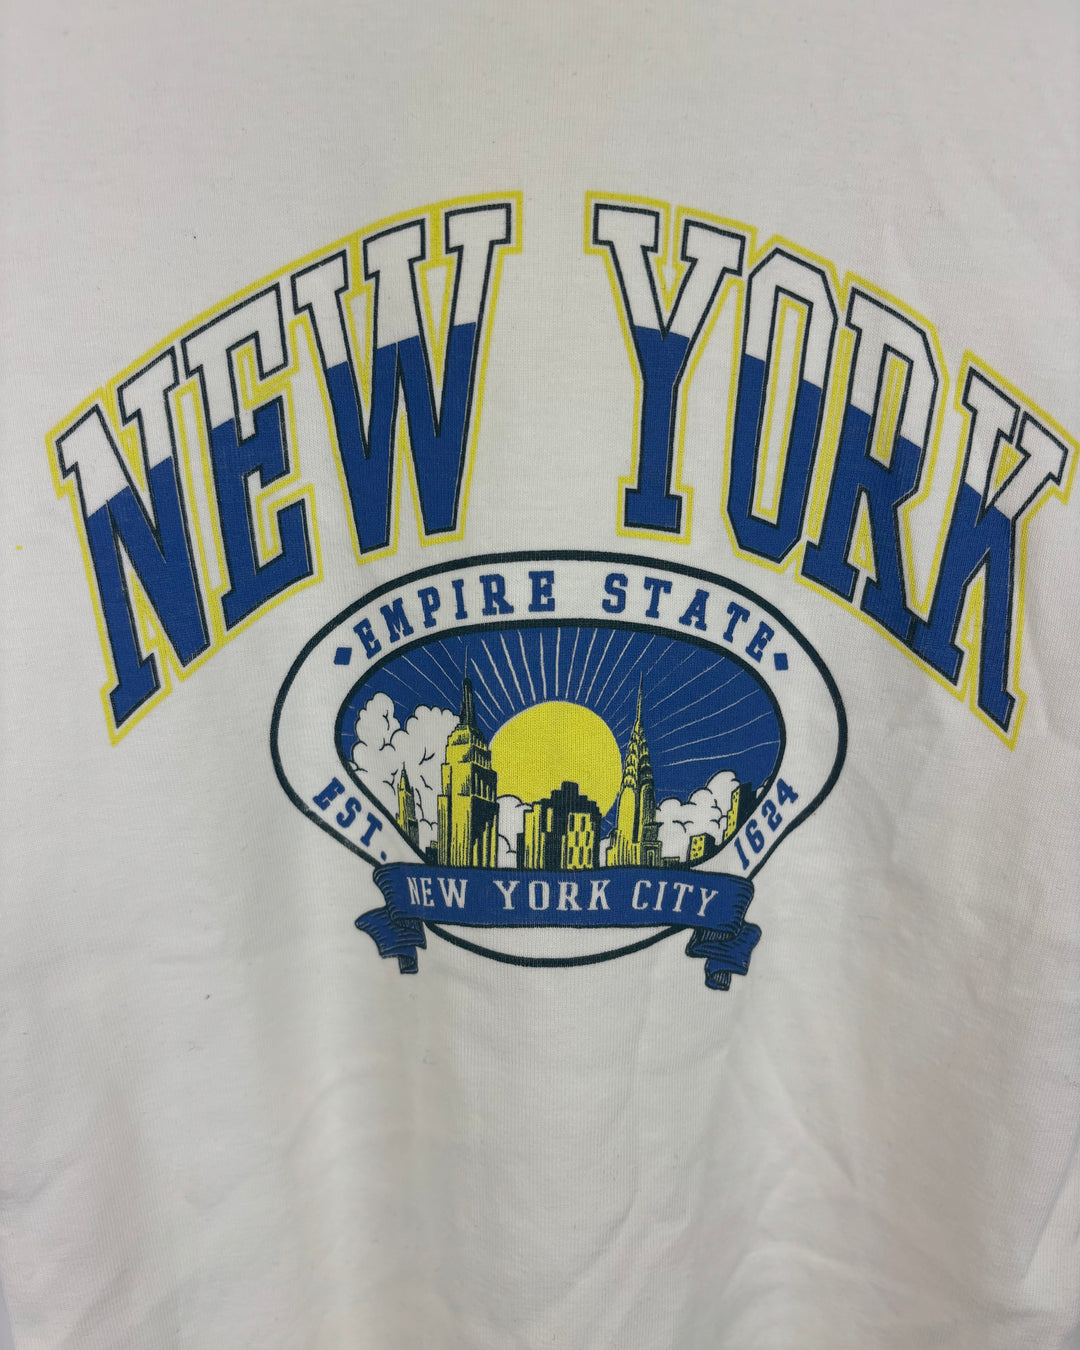 NEW YORK
EMPIRE STATE
EST. 1624
NEW YORK CITY